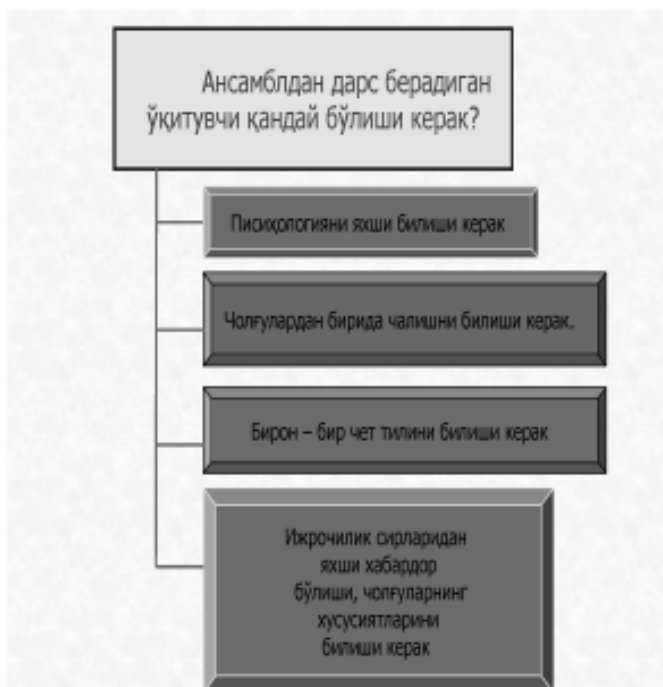 Ансамблдан дарс берадиган
ўқитувчи қандай бўлиши керак?
Писиҳологияни яхши билиши керак
Чолғулардан бирида чалишни билиши керак.
Бирон – бир чет тилини билиши керак
Ижрочилик сирларидан
яхши хабардор
бўлиши, чолғуларнинг
хусусиятларини
билиши керак